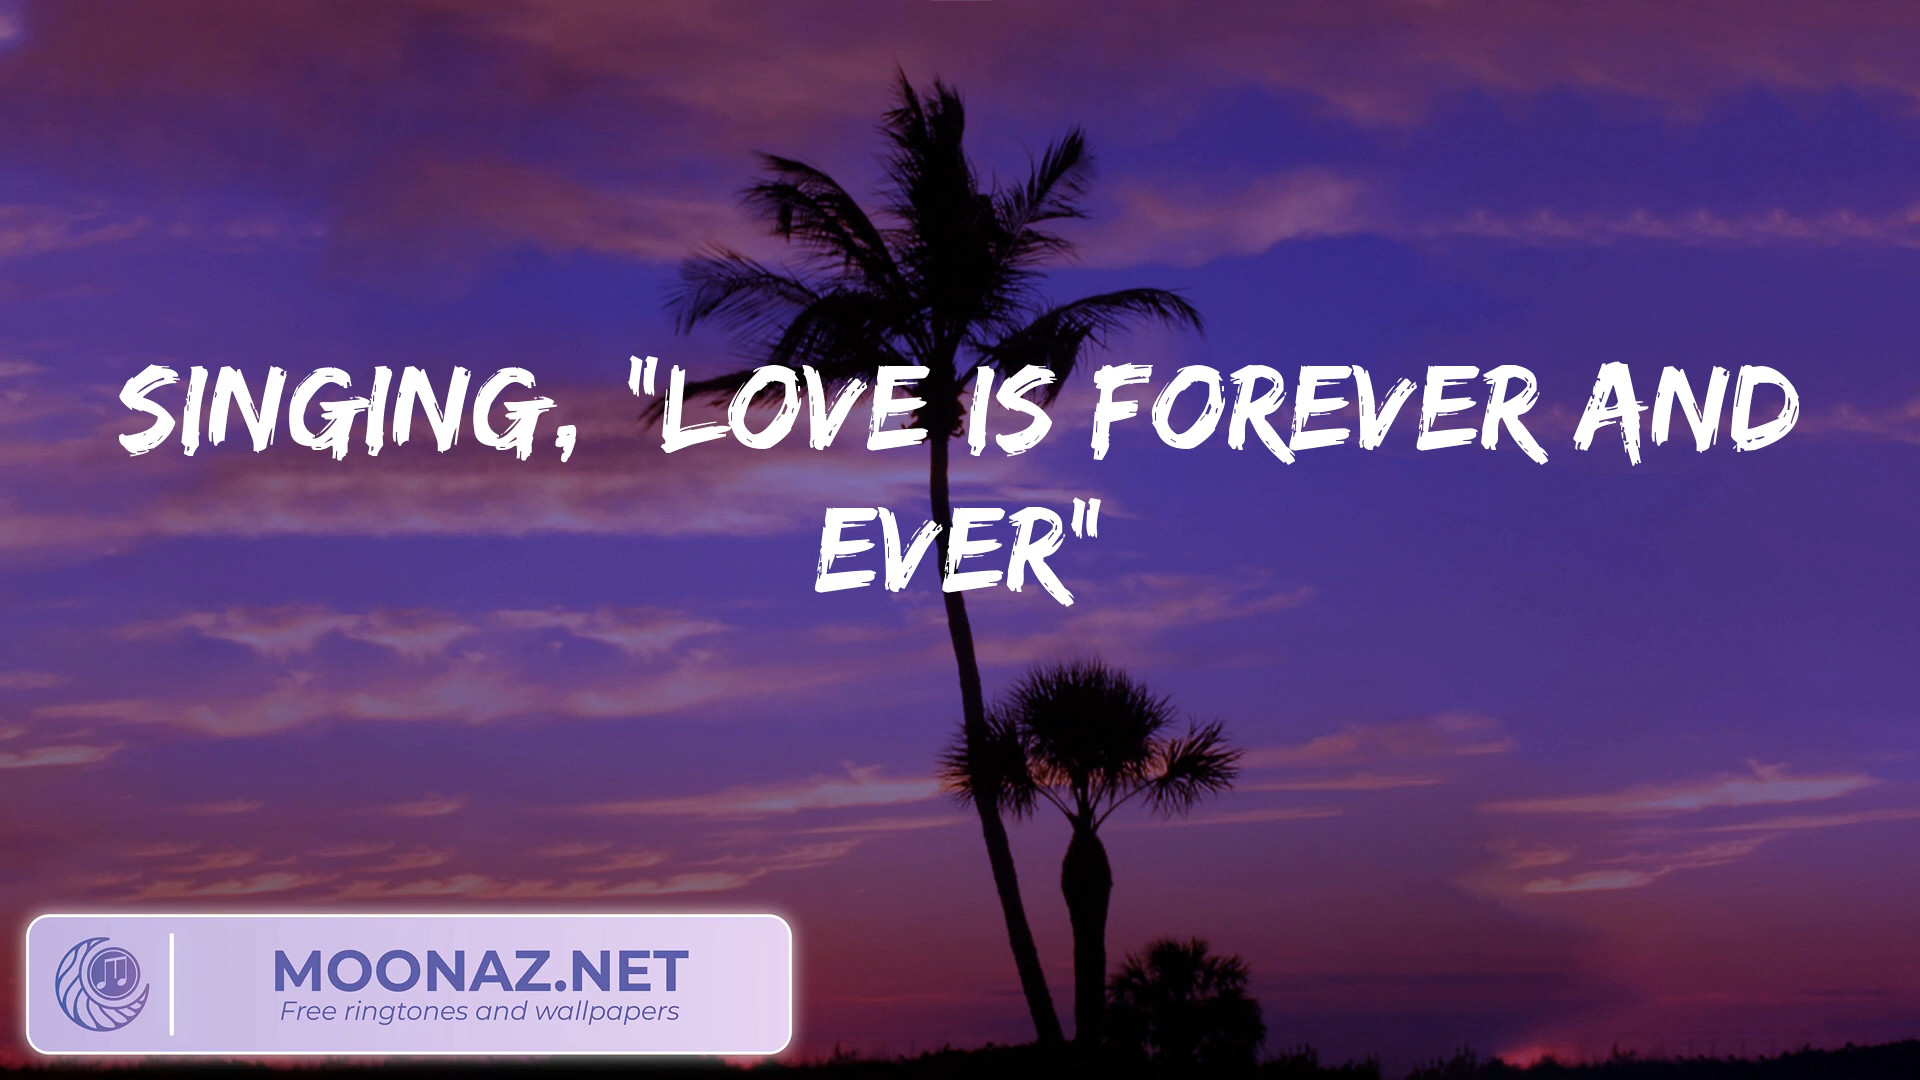 SINGING, "LOVE IS FOREVER AND
EVER"
MOONAZ.NET
Free ringtones and wallpapers